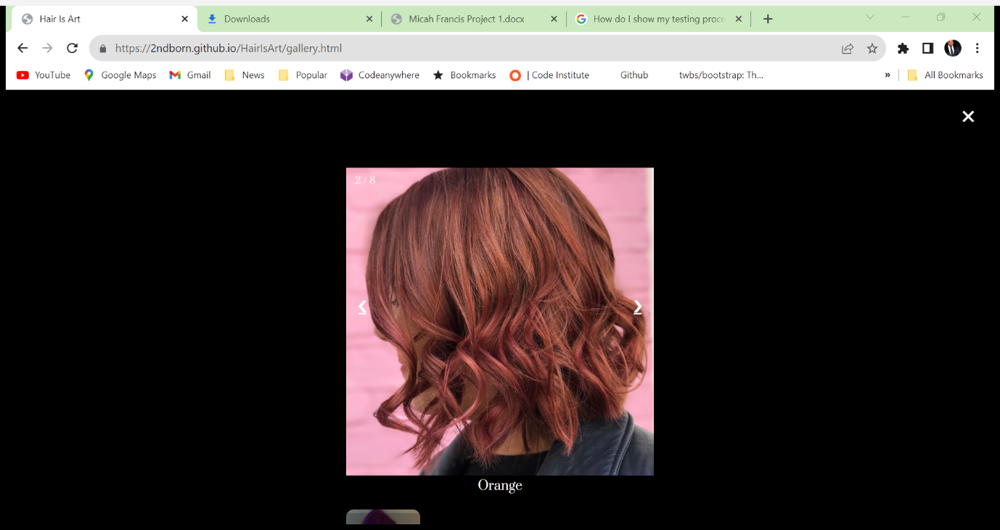 Hair Is Art
Downloads
Micah Francis Project 1.docx
How do I show my testing proce
https://2ndborn.github.io/HairIsArt/gallery.html
YouTube
Google Maps
Gmail
News
Popular
Codeanywhere
Bookmarks
| Code Institute
Github
twbs/bootstrap: Th...
»
All Bookmarks
2 / 8
Orange